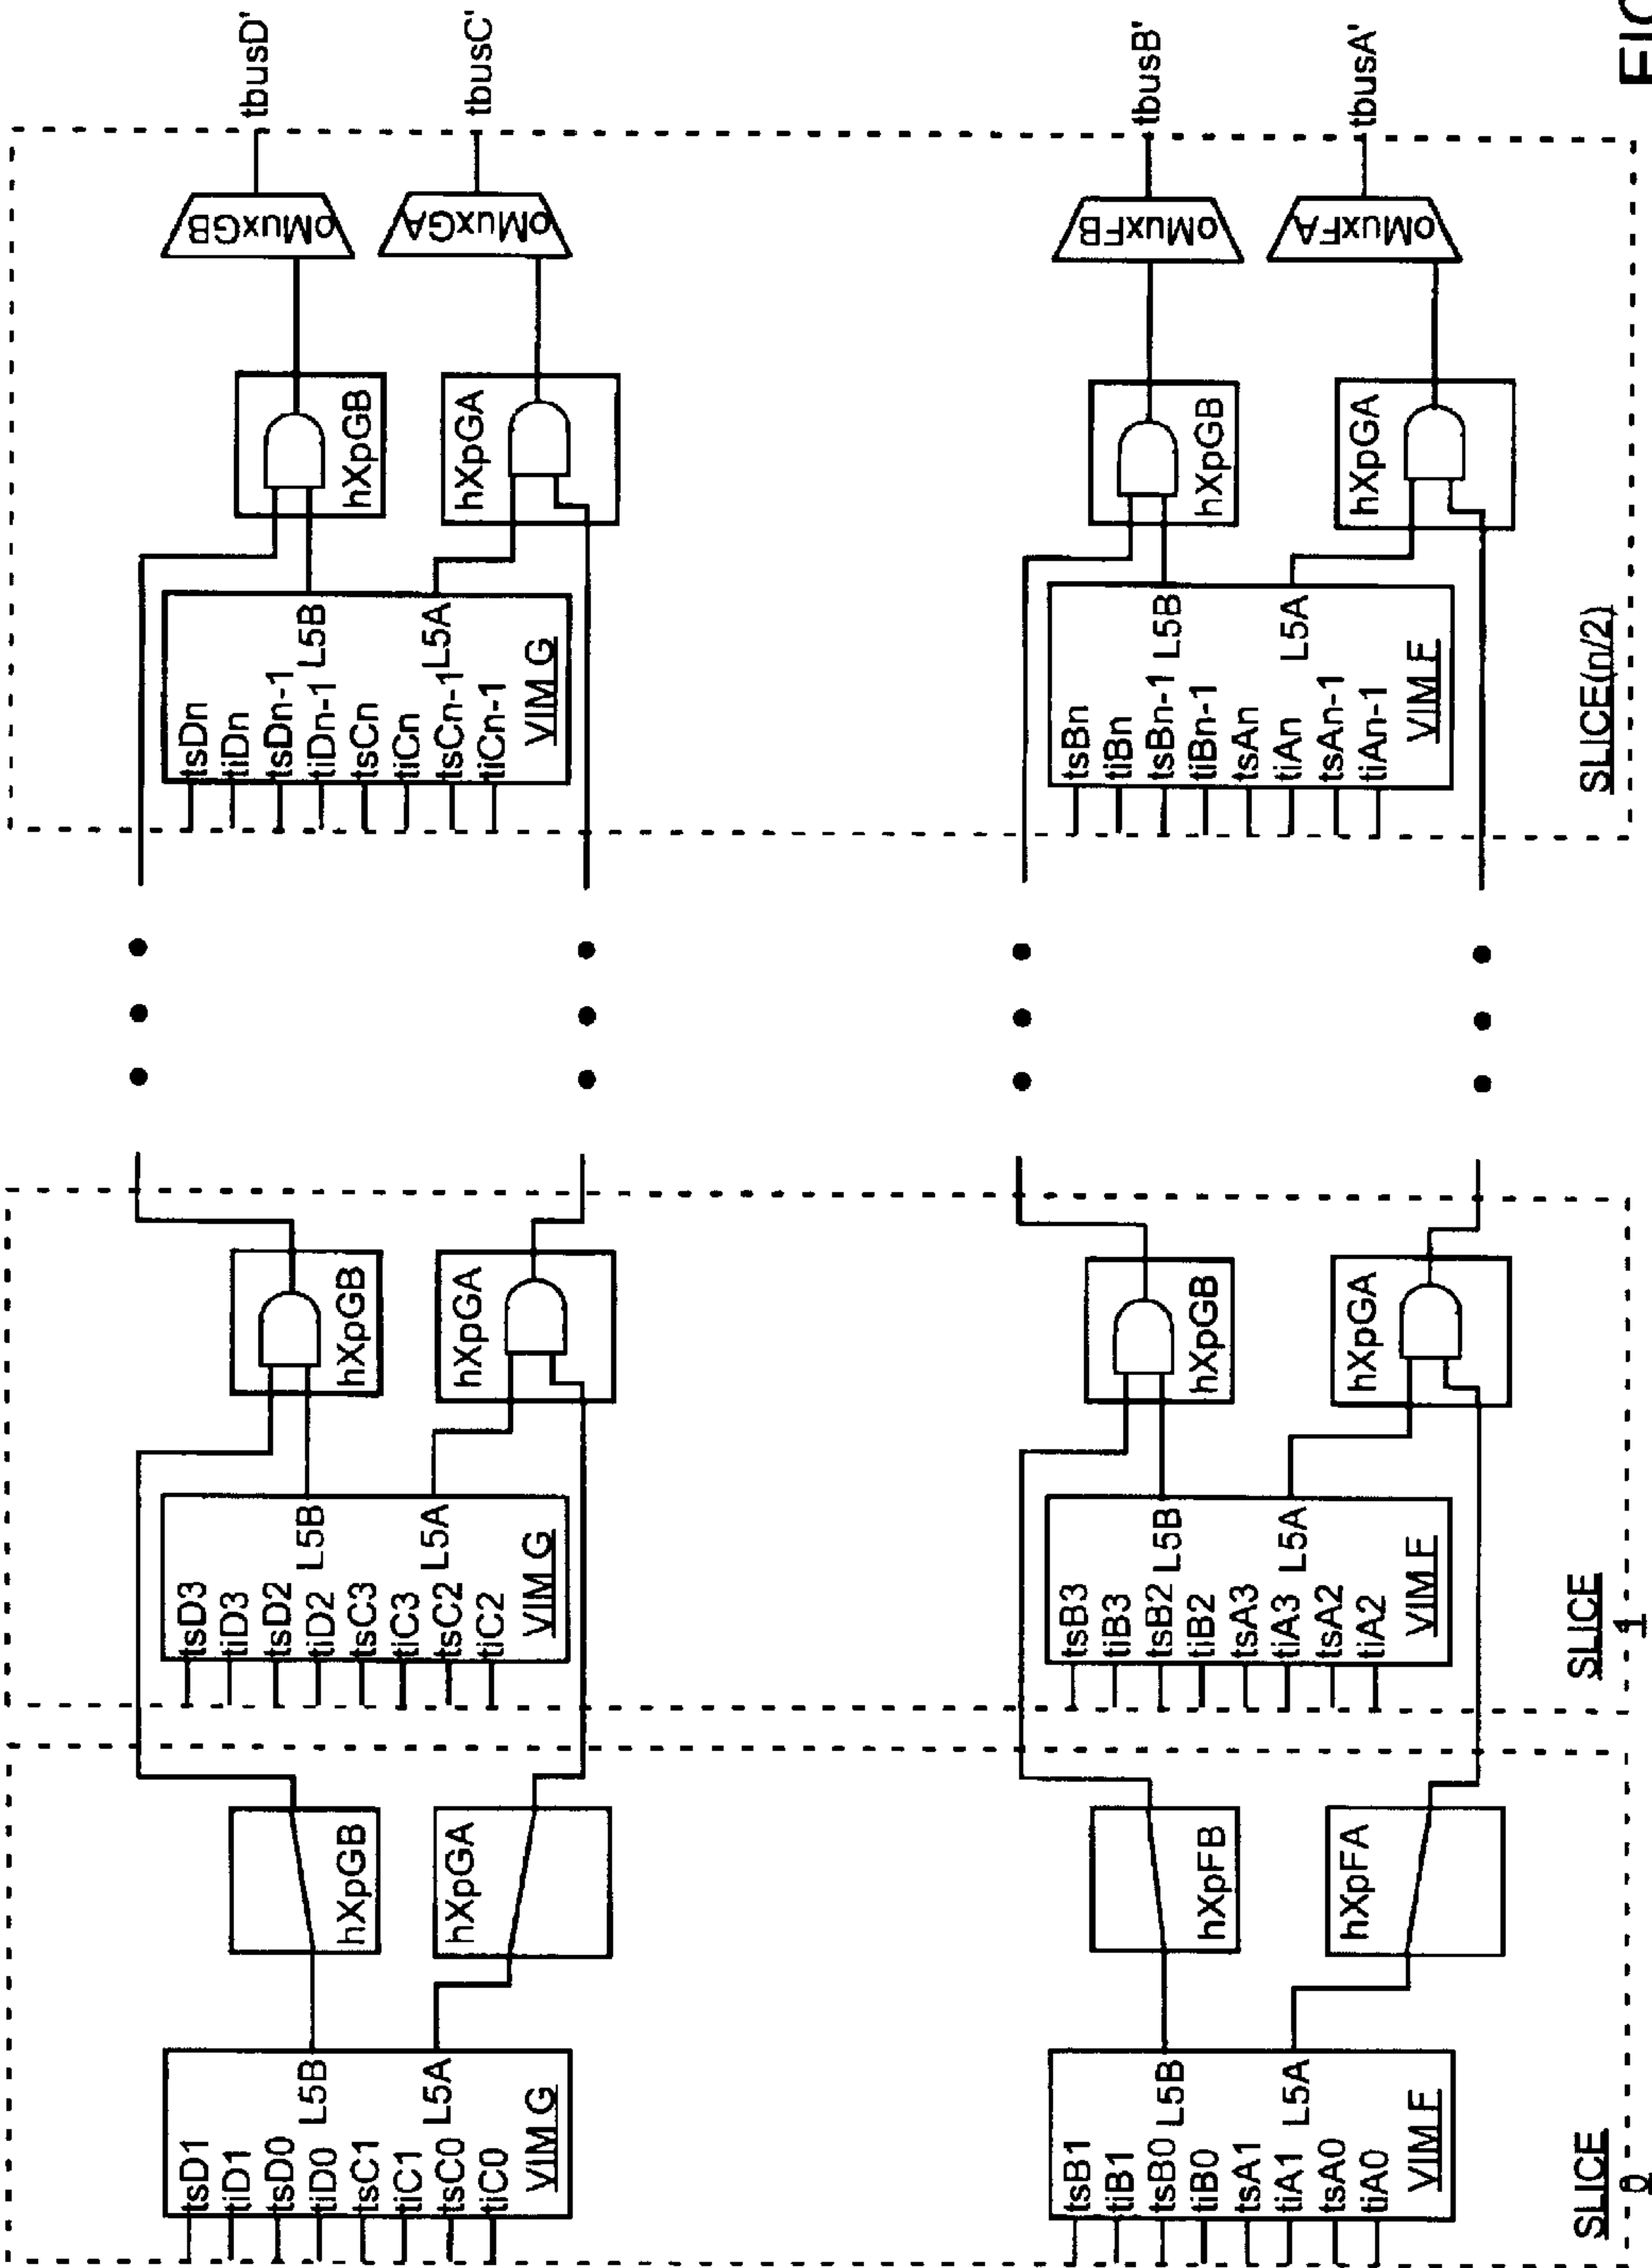 tbusD'
tbusC'
tbusB'
tbusA'
oMuxGB
oMuxGA
oMuxFB
oMuxFA
hXpGB
hXpGA
hXpGB
hXpGA
tsDn
tiDn
tsDn-1
tiDn-1
tsCn
tiCn
tsCn-1
tiCn-1
L5B
L5A
VIM G
tsBn
tiBn
tsBn-1
tiBn-1
tsAn
tiAn
tsAn-1
tiAn-1
L5B
L5A
VIM F
SLICE(n/2)
hXpGB
hXpGA
hXpGB
hXpGA
tsD3
tiD3
tsD2
tiD2
tsC3
tiC3
tsC2
tiC2
L5B
L5A
VIM G
tsB3
tiB3
tsB2
tiB2
tsA3
tiA3
tsA2
tiA2
L5B
L5A
VIM F
SLICE
1
hXpGB
hXpGA
hXpFB
hXpFA
tsD1
tiD1
tsD0
tiD0
tsC1
tiC1
tsC0
tiC0
L5B
L5A
VIM G
tsB1
tiB1
tsB0
tiB0
tsA1
tiA1
tsA0
tiA0
L5B
L5A
VIM F
SLICE
0